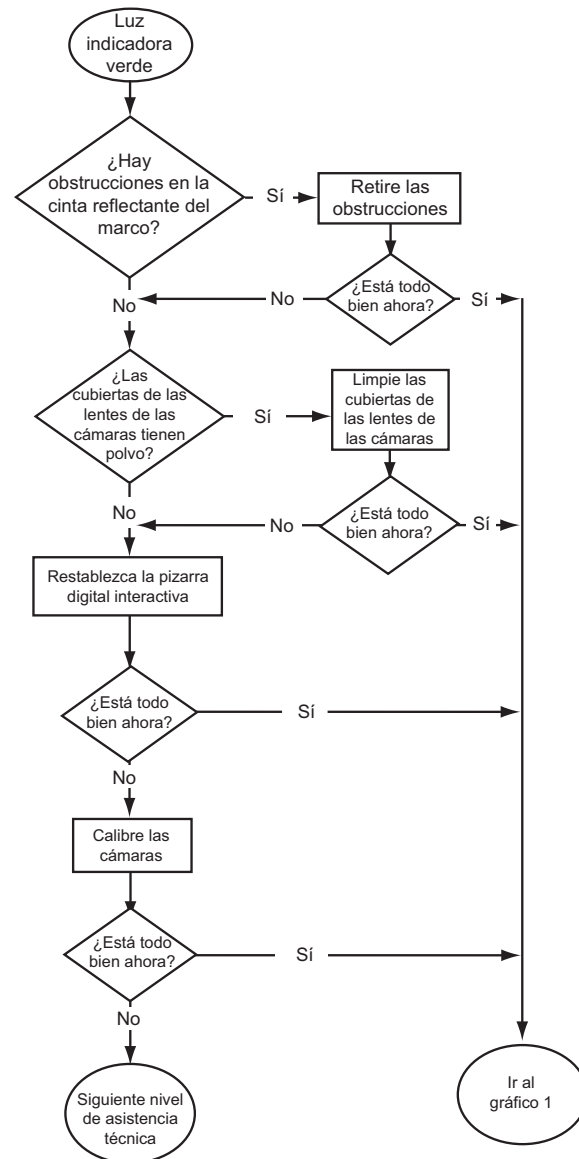 Luz
indicadora
verde
¿Hay
obstrucciones en la
cinta reflectante del
marco?
Sí
Retire las
obstrucciones
¿Está todo
bien ahora?
No
Sí
No
¿Las
cubiertas de las
lentes de las
cámaras tienen
polvo?
Sí
Limpie las
cubiertas de
las lentes de
las cámaras
¿Está todo
bien ahora?
No
Sí
No
Restablezca la pizarra
digital interactiva
¿Está todo
bien ahora?
Sí
No
Calibre las
cámaras
¿Está todo
bien ahora?
Sí
No
Siguiente nivel
de asistencia
técnica
Ir al
gráfico 1